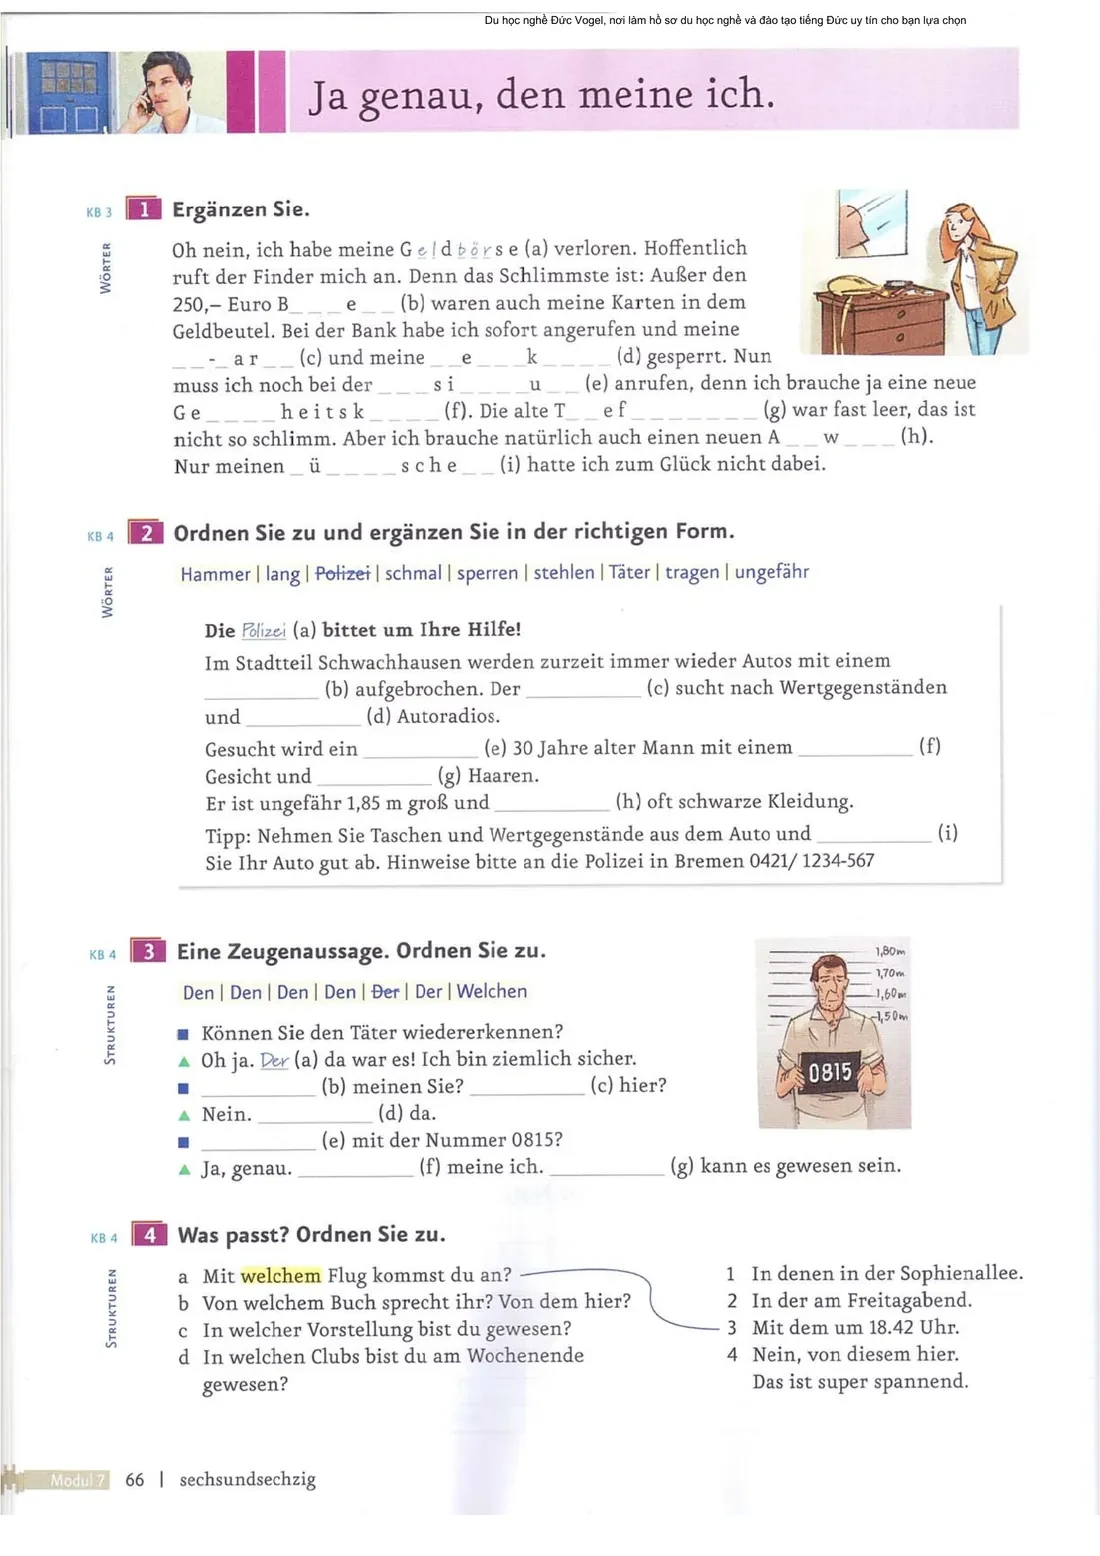 Du học nghề Đức Vogel, nơi làm hồ sơ du học nghề và đào tạo tiếng Đức uy tín cho bạn lựa chọn
Ja genau, den meine ich.
KB 3 1 Ergänzen Sie.
WÖRTER
Oh nein, ich habe meine G e l d b ö r s e (a) verloren. Hoffentlich
ruft der Finder mich an. Denn das Schlimmste ist: Außer den
250,– Euro B_ _ _ e _ _ (b) waren auch meine Karten in dem
Geldbeutel. Bei der Bank habe ich sofort angerufen und meine
_ _ - _ a r _ _ (c) und meine _ _ e _ _ _ k _ _ _ _ (d) gesperrt. Nun
muss ich noch bei der _ _ _ s i _ _ _ _ u _ _ (e) anrufen, denn ich brauche ja eine neue
G e _ _ _ _ h e i t s k _ _ _ _ (f). Die alte T_ _ e f _ _ _ _ _ _ _ (g) war fast leer, das ist
nicht so schlimm. Aber ich brauche natürlich auch einen neuen A _ _ w _ _ _ (h).
Nur meinen _ ü _ _ _ _ s c h e _ _ (i) hatte ich zum Glück nicht dabei.
KB 4 2 Ordnen Sie zu und ergänzen Sie in der richtigen Form.
WÖRTER
Hammer | lang | Polizei | schmal | sperren | stehlen | Täter | tragen | ungefähr
Die Polizei (a) bittet um Ihre Hilfe!
Im Stadtteil Schwachhausen werden zurzeit immer wieder Autos mit einem
__________ (b) aufgebrochen. Der __________ (c) sucht nach Wertgegenständen
und __________ (d) Autoradios.
Gesucht wird ein __________ (e) 30 Jahre alter Mann mit einem __________ (f)
Gesicht und __________ (g) Haaren.
Er ist ungefähr 1,85 m groß und __________ (h) oft schwarze Kleidung.
Tipp: Nehmen Sie Taschen und Wertgegenstände aus dem Auto und __________ (i)
Sie Ihr Auto gut ab. Hinweise bitte an die Polizei in Bremen 0421/ 1234-567
KB 4 3 Eine Zeugenaussage. Ordnen Sie zu.
STRUKTUREN
Den | Den | Den | Den | Der | Der | Welchen
■ Können Sie den Täter wiedererkennen?
▲ Oh ja. Der (a) da war es! Ich bin ziemlich sicher.
■ __________ (b) meinen Sie? __________ (c) hier?
▲ Nein. __________ (d) da.
■ __________ (e) mit der Nummer 0815?
▲ Ja, genau. __________ (f) meine ich. __________ (g) kann es gewesen sein.
1,80m
1,70m
1,60m
1,50m
0815
KB 4 4 Was passt? Ordnen Sie zu.
STRUKTUREN
a Mit welchem Flug kommst du an?
b Von welchem Buch sprecht ihr? Von dem hier?
c In welcher Vorstellung bist du gewesen?
d In welchen Clubs bist du am Wochenende
gewesen?
1 In denen in der Sophienallee.
2 In der am Freitagabend.
3 Mit dem um 18.42 Uhr.
4 Nein, von diesem hier.
Das ist super spannend.
Modul 7 66 | sechsundsechzig